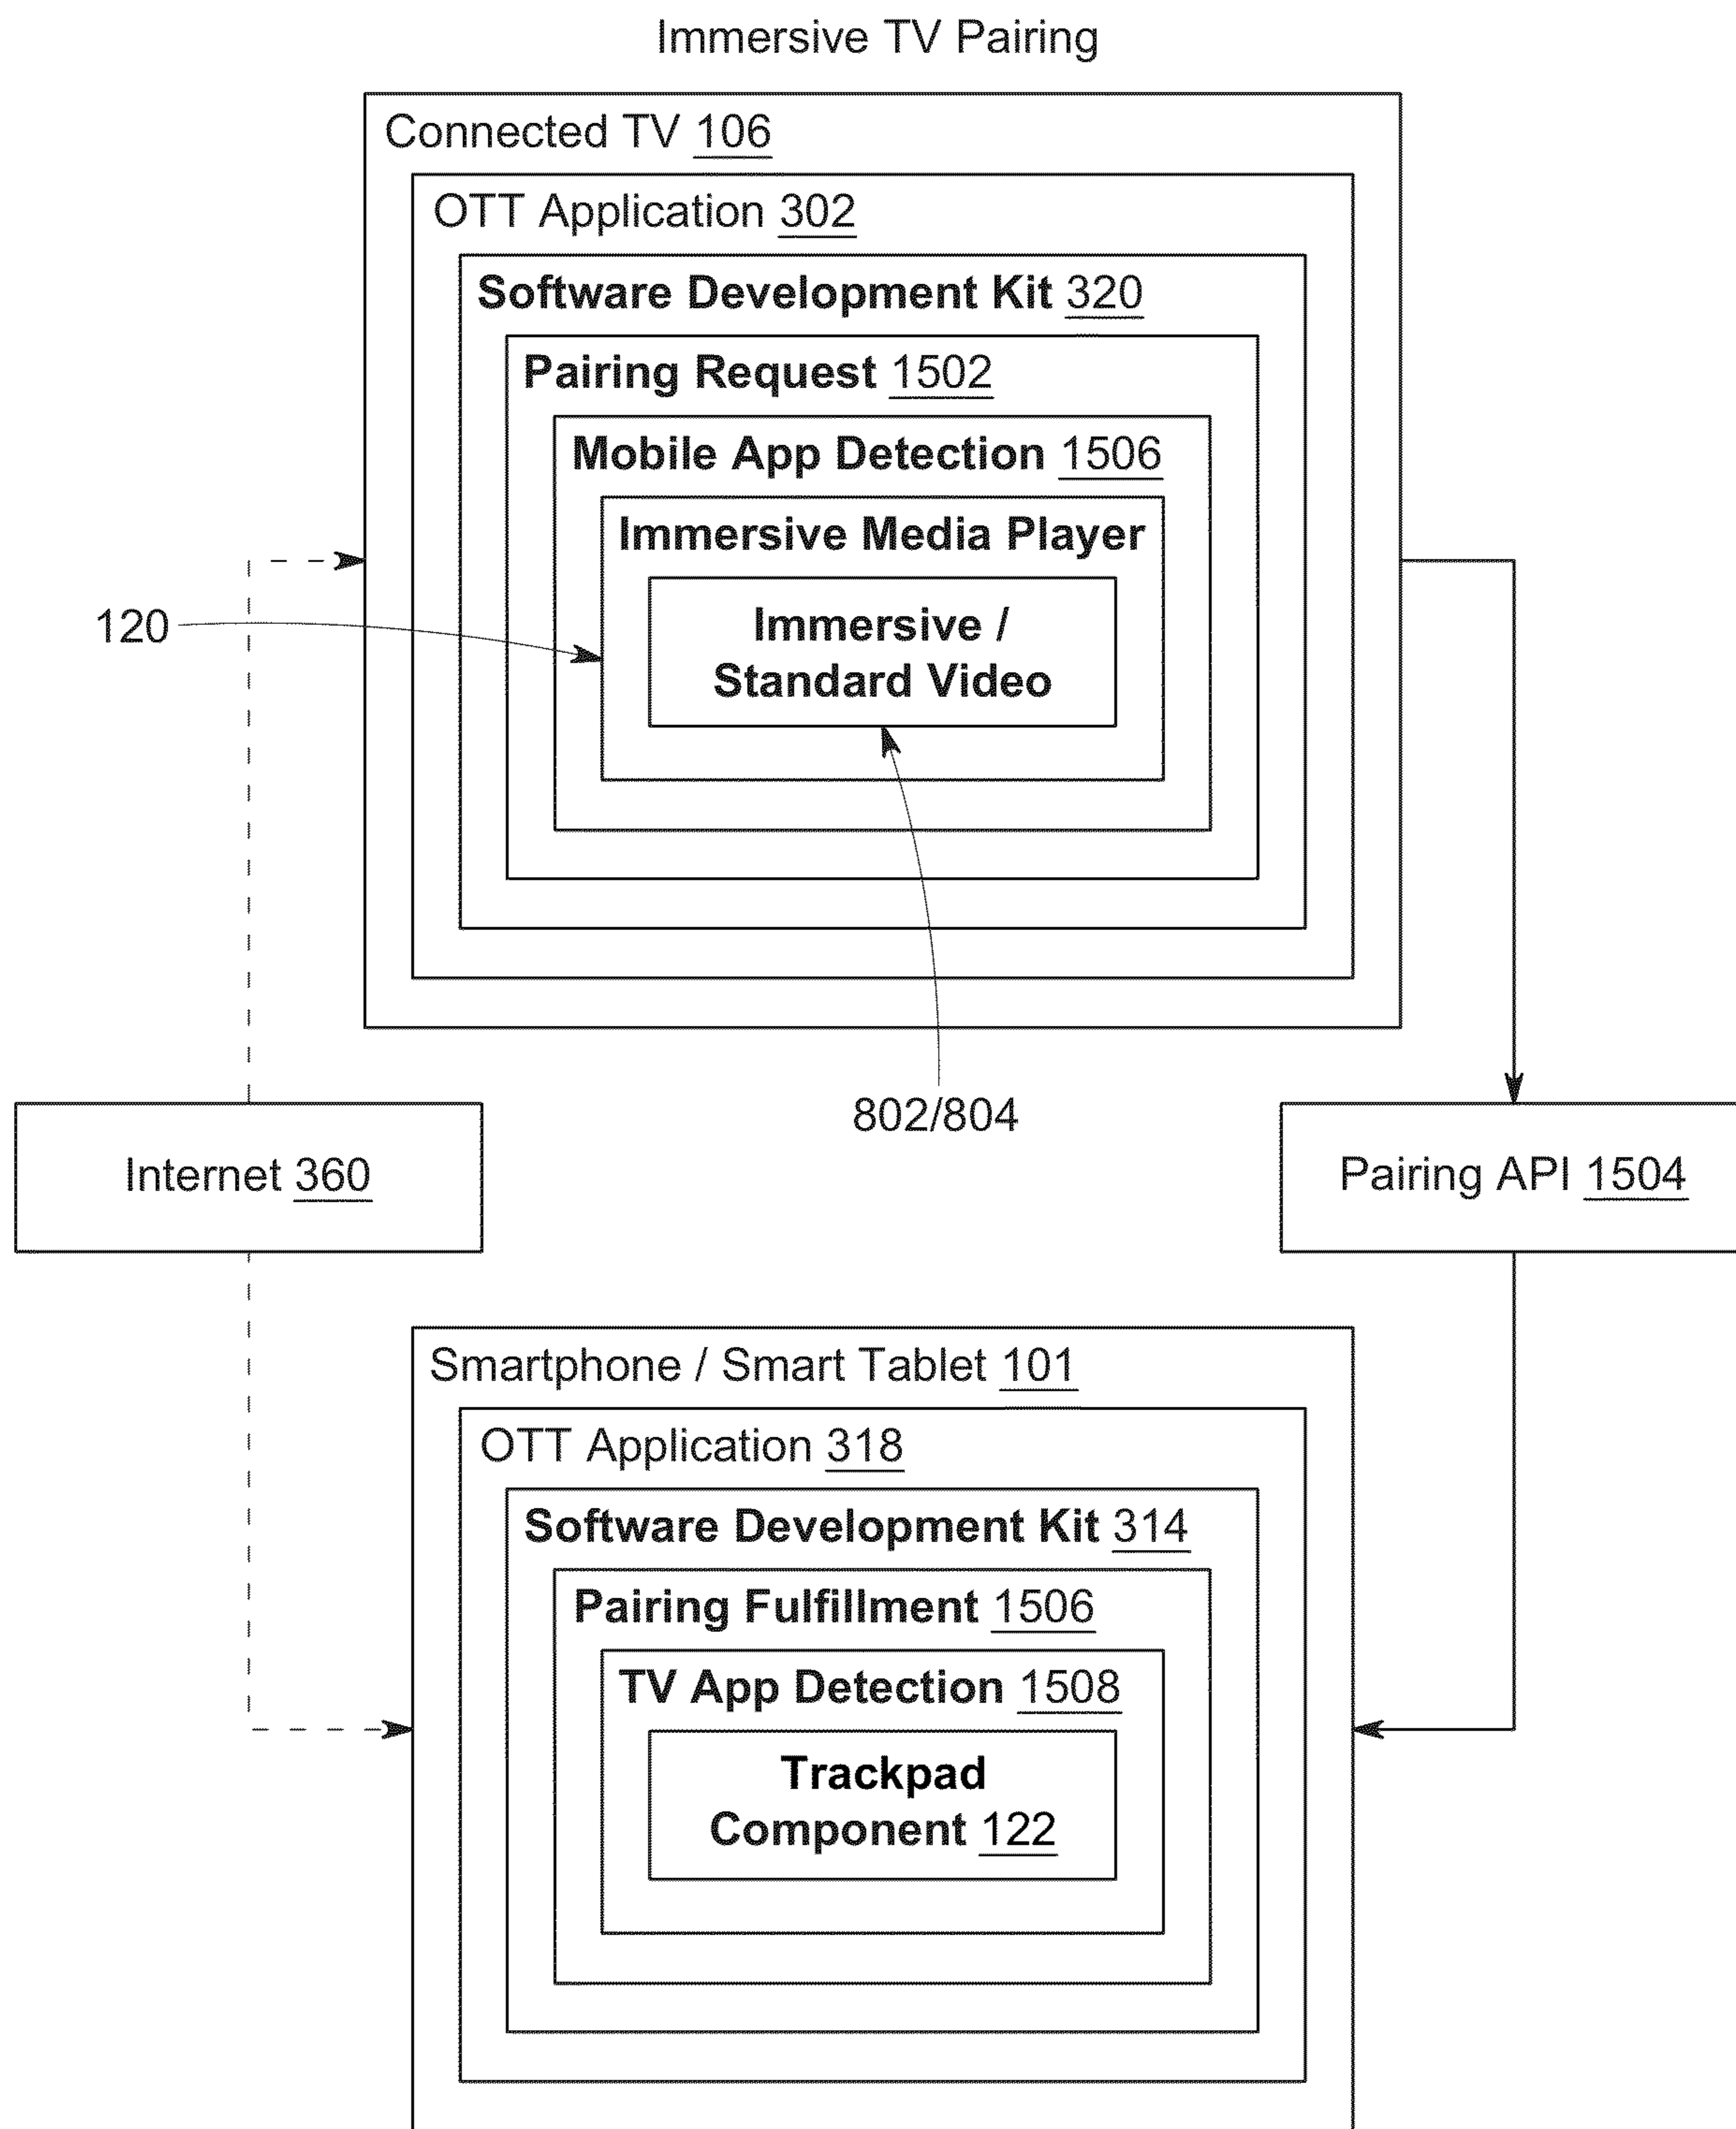 Immersive TV Pairing
Connected TV 106
OTT Application 302
Software Development Kit 320
Pairing Request 1502
Mobile App Detection 1506
Immersive Media Player
Immersive /
Standard Video
120
802/804
Internet 360
Pairing API 1504
Smartphone / Smart Tablet 101
OTT Application 318
Software Development Kit 314
Pairing Fulfillment 1506
TV App Detection 1508
Trackpad
Component 122